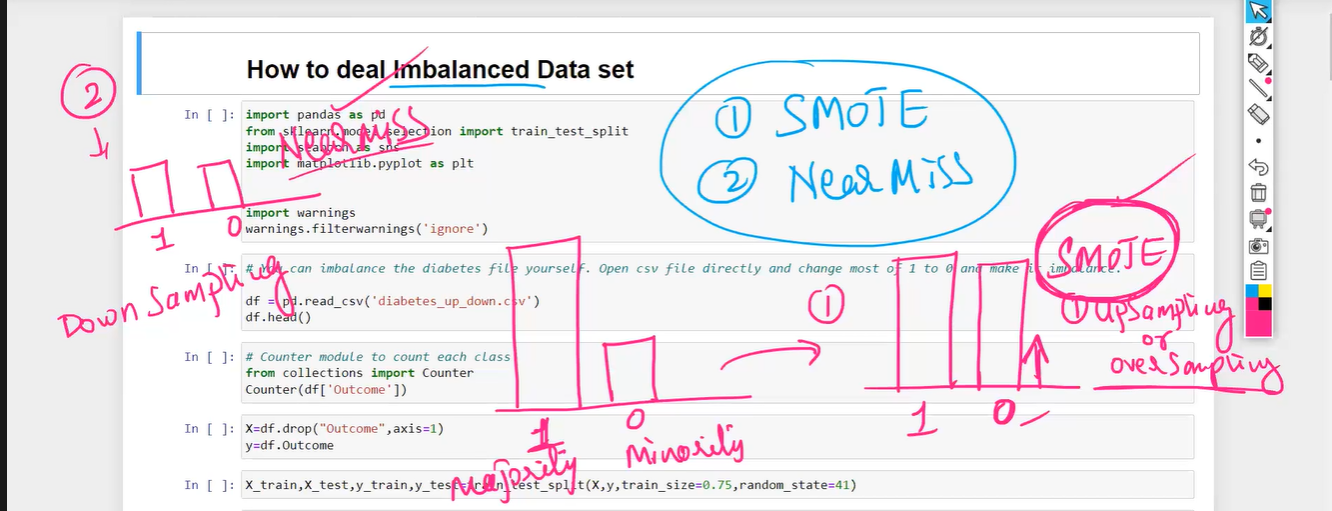 How to deal Imbalanced Data set
In [ ]: import pandas as pd
from sklearn.model_selection import train_test_split
import seaborn as sns
import matplotlib.pyplot as plt
import warnings
warnings.filterwarnings('ignore')
In [ ]: # You can imbalance the diabetes file yourself. Open csv file directly and change most of 1 to 0 and make it imbalance.
df = pd.read_csv('diabetes_up_down.csv')
df.head()
In [ ]: # Counter module to count each class
from collections import Counter
Counter(df['Outcome'])
In [ ]: X=df.drop("Outcome",axis=1)
y=df.Outcome
In [ ]: X_train,X_test,y_train,y_test=train_test_split(X,y,train_size=0.75,random_state=41)
① SMOTE
② NearMiss
②
NearMiss
1 0
Down Sampling
1 0
Majority Minority
①
1 0
SMOTE
① UpSampling
or
overSampling